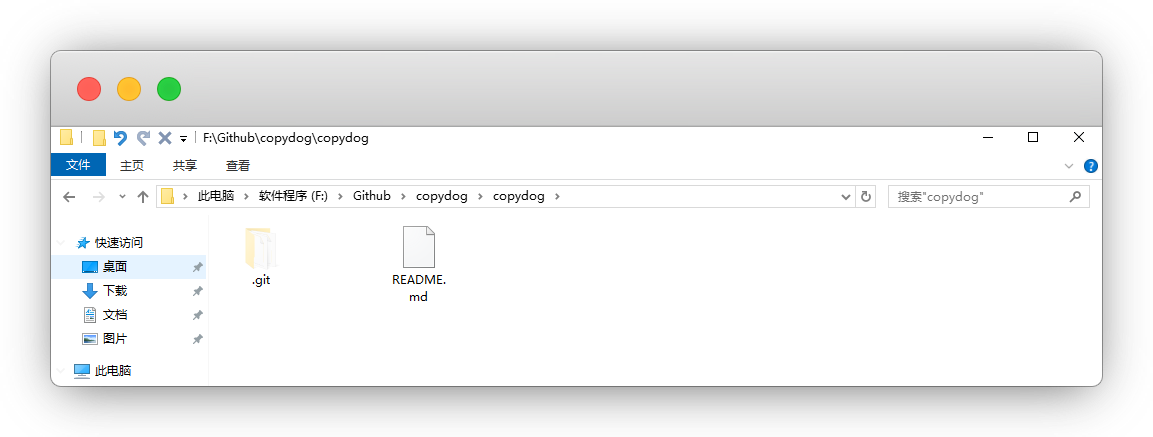 F:\Github\copydog\copydog
文件 主页 共享 查看
此电脑 软件程序 (F:) Github copydog copydog
搜索"copydog"
快速访问
桌面
下载
文档
图片
此电脑
.git
README.
md